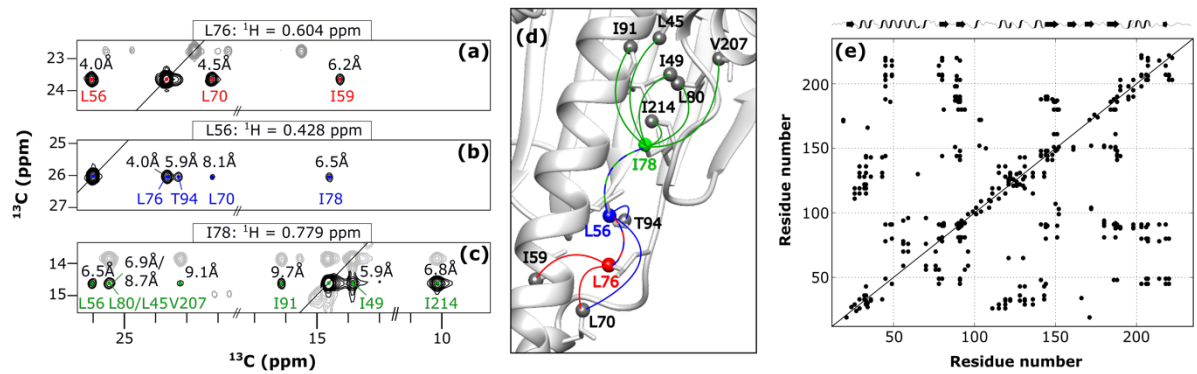 L76: ¹H = 0.604 ppm
(a)
23
24
4.0Å
4.5Å
6.2Å
L56
L70
I59
L56: ¹H = 0.428 ppm
(b)
25
26
27
4.0Å 5.9Å 8.1Å
6.5Å
L76 T94 L70
I78
I78: ¹H = 0.779 ppm
(c)
14
15
6.5Å
6.9Å/
8.7Å
9.1Å
9.7Å
5.9Å
6.8Å
L56 L80/L45 V207
I91
I49
I214
¹³C (ppm)
25
15
10
¹³C (ppm)
(d)
I91
L45
V207
I49
L80
I214
I78
L56
T94
I59
L76
L70
(e)
200
150
100
50
Residue number
50 100 150 200
Residue number